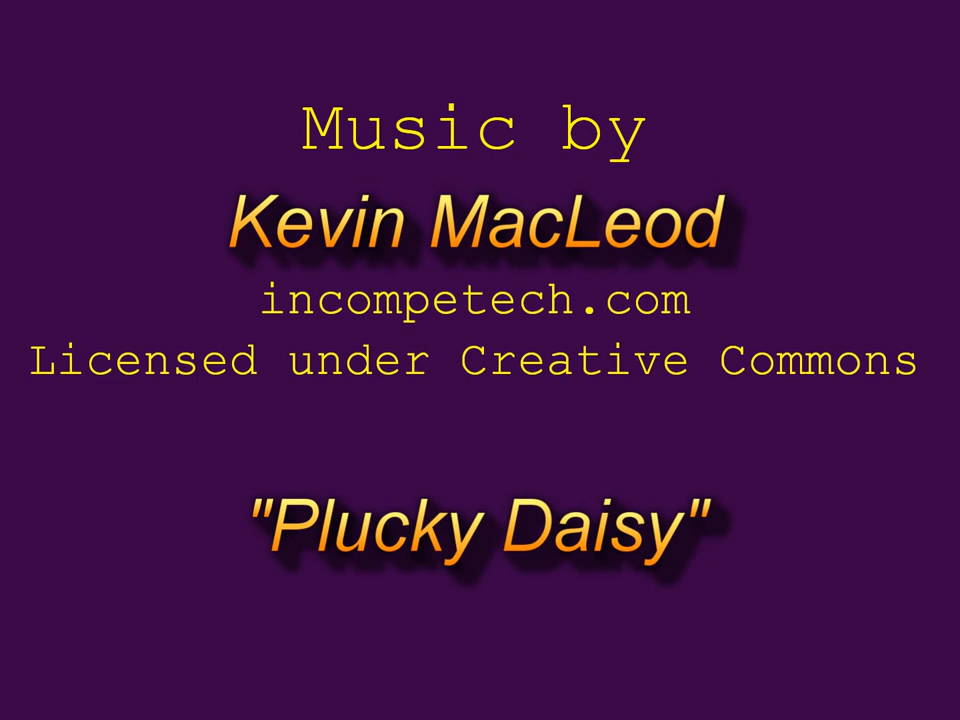 Music by
Kevin MacLeod
incompetech.com
Licensed under Creative Commons
"Plucky Daisy"